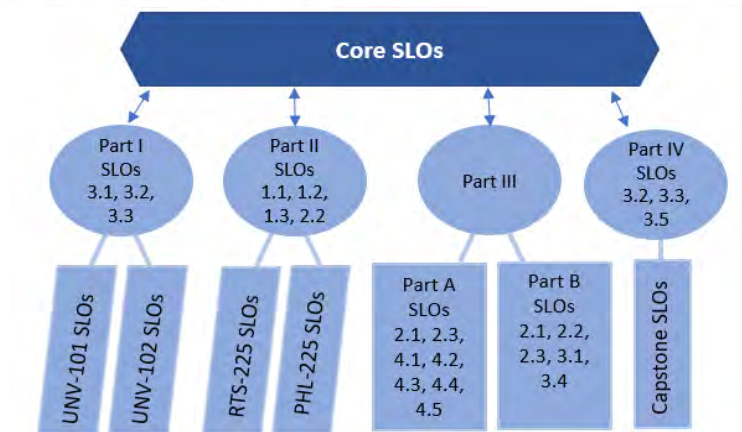 Core SLOs
Part I
SLOs
3.1, 3.2,
3.3
Part II
SLOs
1.1, 1.2,
1.3, 2.2
Part III
Part IV
SLOs
3.2, 3.3,
3.5
UNV-101 SLOs
UNV-102 SLOs
RTS-225 SLOs
PHL-225 SLOs
Part A
SLOs
2.1, 2.3,
4.1, 4.2,
4.3, 4.4,
4.5
Part B
SLOs
2.1, 2.2,
2.3, 3.1,
3.4
Capstone SLOs